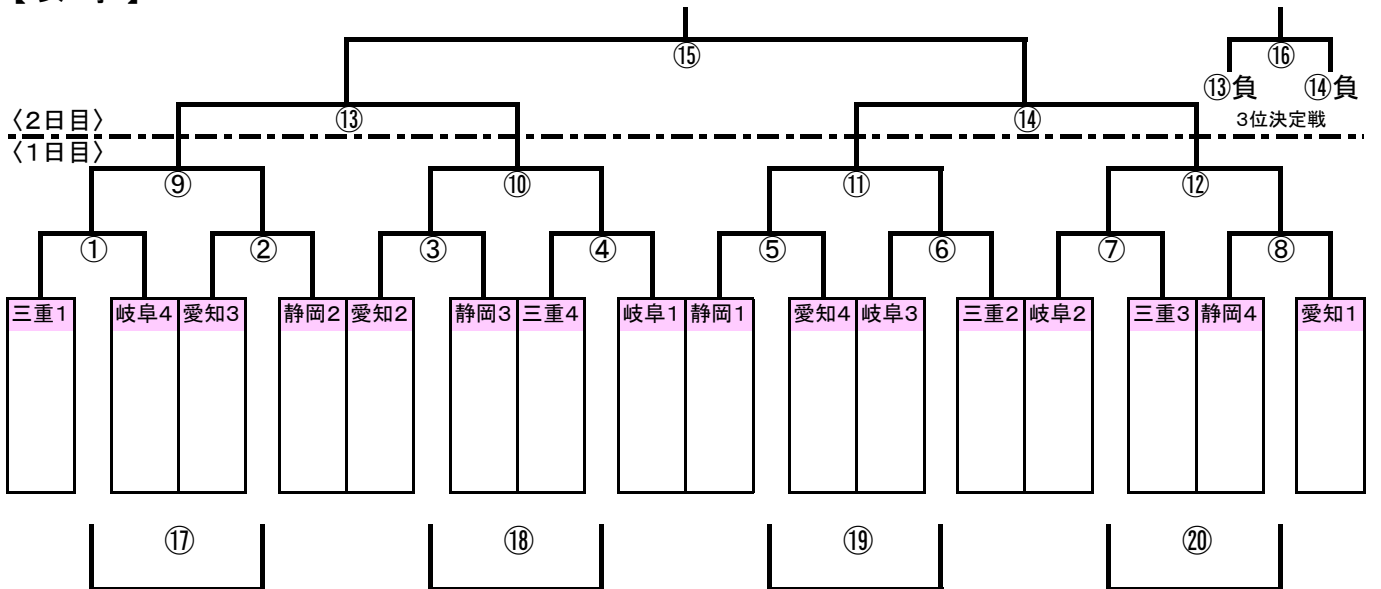 ⑮
⑯
⑬負 ⑭負
〈2日目〉
⑬
⑭
3位決定戦
〈1日目〉
⑨
⑩
⑪
⑫
①
②
③
④
⑤
⑥
⑦
⑧
三重1
岐阜4
愛知3
静岡2
愛知2
静岡3
三重4
岐阜1
静岡1
愛知4
岐阜3
三重2
岐阜2
三重3
静岡4
愛知1
⑰
⑱
⑲
⑳